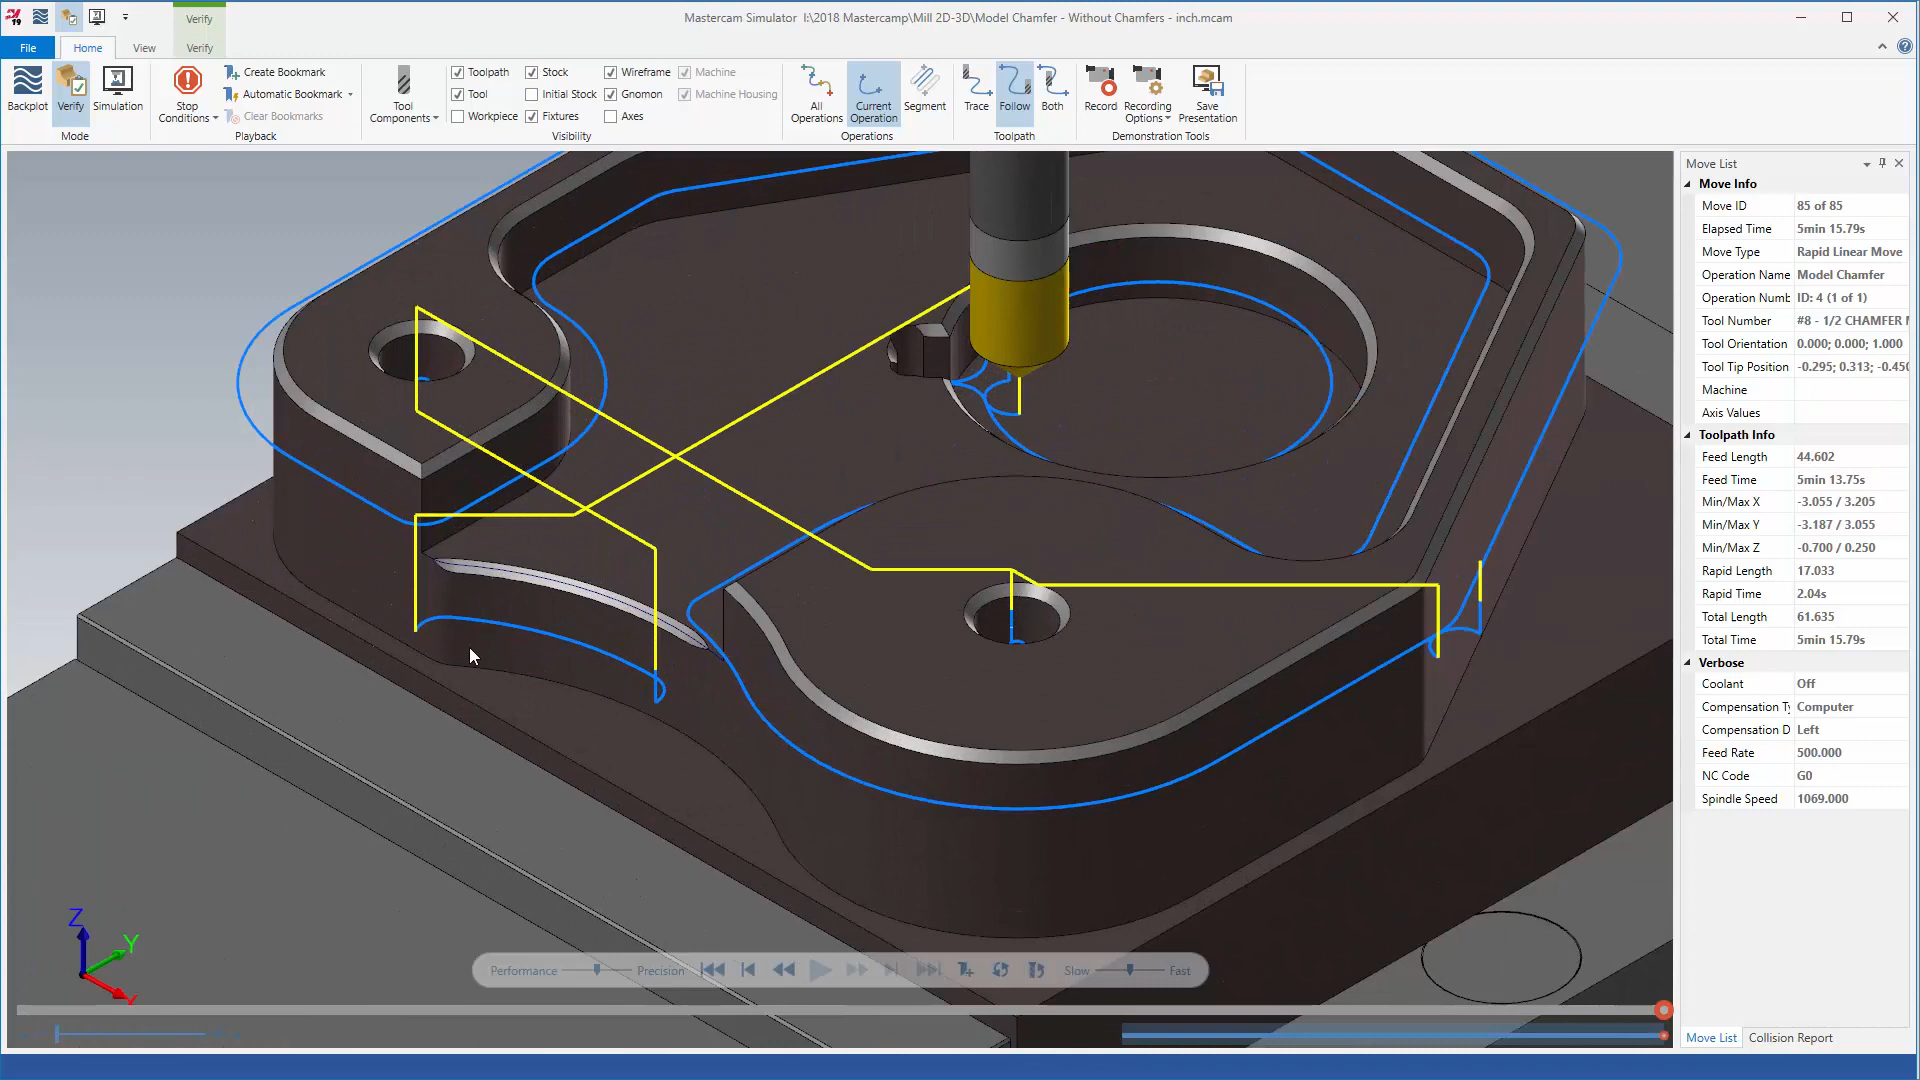 19
Verify
Mastercam Simulator I:\2018 Mastercamp\Mill 2D-3D\Model Chamfer - Without Chamfers - inch.mcam
File
Home
View
Verify
Backplot
Verify
Simulation
Mode
Stop
Conditions
Create Bookmark
Automatic Bookmark
Clear Bookmarks
Playback
Tool
Components
Toolpath
Tool
Workpiece
Stock
Initial Stock
Fixtures
Wireframe
Gnomon
Axes
Machine
Machine Housing
Visibility
All
Operations
Current
Operation
Segment
Operations
Trace
Follow
Both
Toolpath
Record
Recording
Options
Save
Presentation
Demonstration Tools
Move List
Move Info
Move ID 85 of 85
Elapsed Time 5min 15.79s
Move Type Rapid Linear Move
Operation Name Model Chamfer
Operation Numb ID: 4 (1 of 1)
Tool Number #8 - 1/2 CHAMFER
Tool Orientation 0.000; 0.000; 1.000
Tool Tip Position -0.295; 0.313; -0.450
Machine
Axis Values
Toolpath Info
Feed Length 44.602
Feed Time 5min 13.75s
Min/Max X -3.055 / 3.205
Min/Max Y -3.187 / 3.055
Min/Max Z -0.700 / 0.250
Rapid Length 17.033
Rapid Time 2.04s
Total Length 61.635
Total Time 5min 15.79s
Verbose
Coolant Off
Compensation Ty Computer
Compensation D Left
Feed Rate 500.000
NC Code G0
Spindle Speed 1069.000
Z
Y
X
Performance
Precision
Slow
Fast
Move List
Collision Report